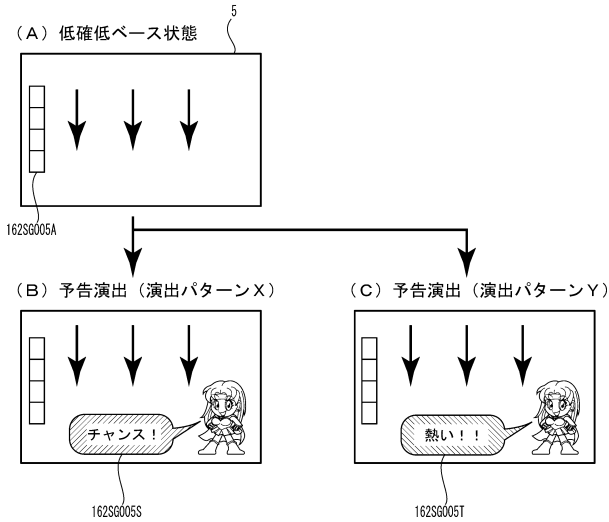 5
（A）低確低ベース状態
162SG005A
（B）予告演出（演出パターンX）
（C）予告演出（演出パターンY）
チャンス！
熱い！！
162SG005S
162SG005T